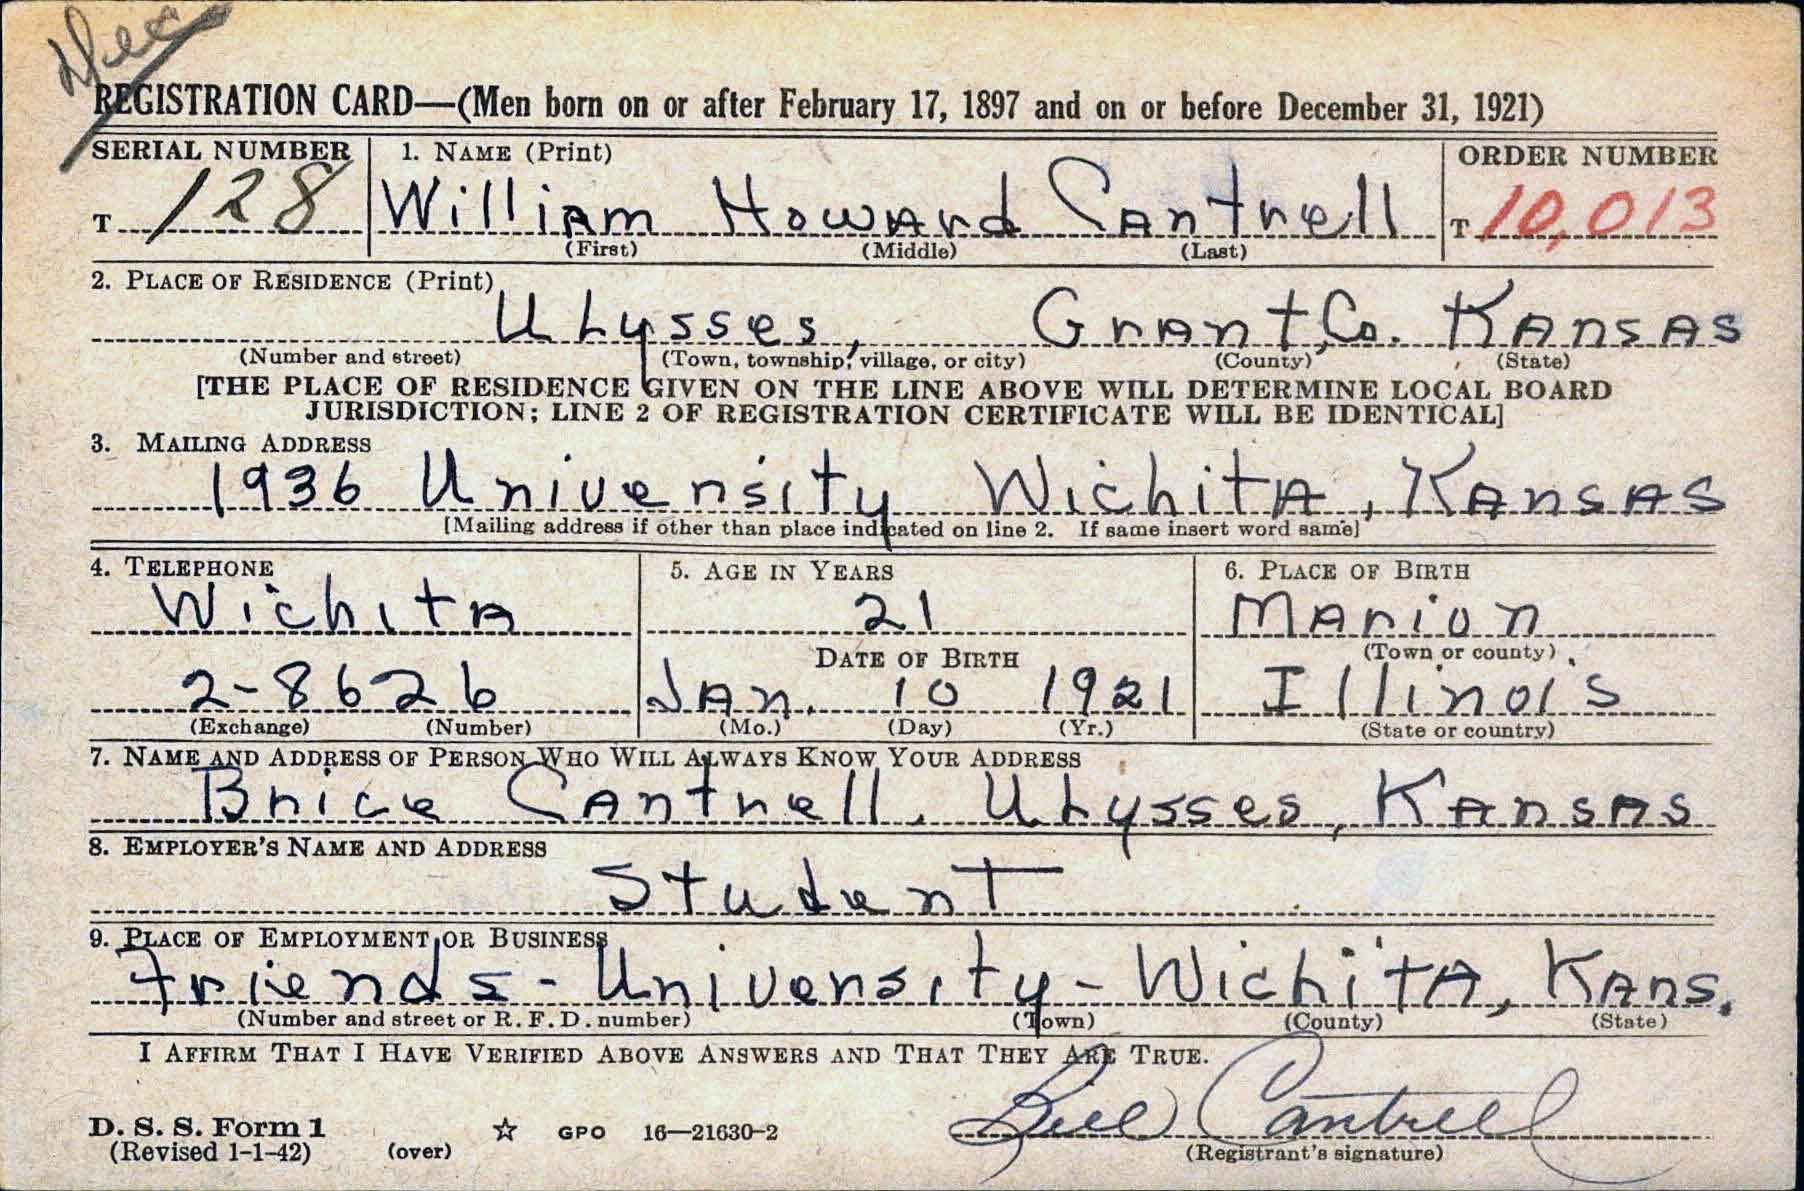 Dec
REGISTRATION CARD—(Men born on or after February 17, 1897 and on or before December 31, 1921)
SERIAL NUMBER 1. NAME (Print) ORDER NUMBER
T 128 William Howard Cantrell T 10,013
(First) (Middle) (Last)
2. PLACE OF RESIDENCE (Print)
Ulysses, Grant, Co. Kansas
(Number and street) (Town, township, village, or city) (County) (State)
[THE PLACE OF RESIDENCE GIVEN ON THE LINE ABOVE WILL DETERMINE LOCAL BOARD
JURISDICTION; LINE 2 OF REGISTRATION CERTIFICATE WILL BE IDENTICAL]
3. MAILING ADDRESS
1936 University Wichita, Kansas
[Mailing address if other than place indicated on line 2. If same insert word same]
4. TELEPHONE 5. AGE IN YEARS 6. PLACE OF BIRTH
Wichita 21 Marion
DATE OF BIRTH (Town or county)
2-8626 Jan. 10 1921 Illinois
(Exchange) (Number) (Mo.) (Day) (Yr.) (State or country)
7. NAME AND ADDRESS OF PERSON WHO WILL ALWAYS KNOW YOUR ADDRESS
Brice Cantrell. Ulysses, Kansas
8. EMPLOYER'S NAME AND ADDRESS
Student
9. PLACE OF EMPLOYMENT OR BUSINESS
Friends - University - Wichita, Kans.
(Number and street or R. F. D. number) (Town) (County) (State)
I AFFIRM THAT I HAVE VERIFIED ABOVE ANSWERS AND THAT THEY ARE TRUE.
Bill Cantrell
D. S. S. Form 1
(Revised 1-1-42) (over) ☆ GPO 16—21630-2 (Registrant's signature)